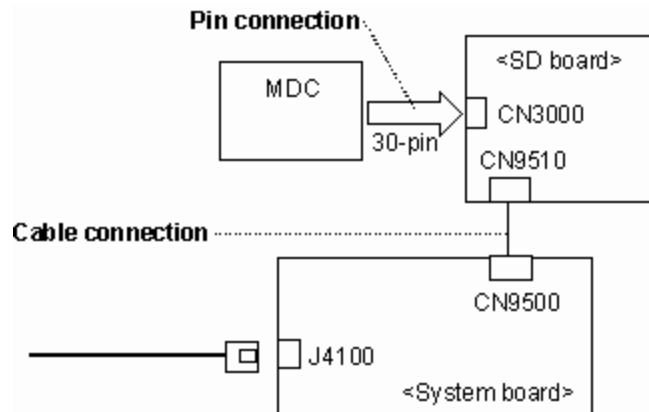 Pin connection
<SD board>
MDC
CN3000
30-pin
CN9510
Cable connection
CN9500
J4100
<System board>